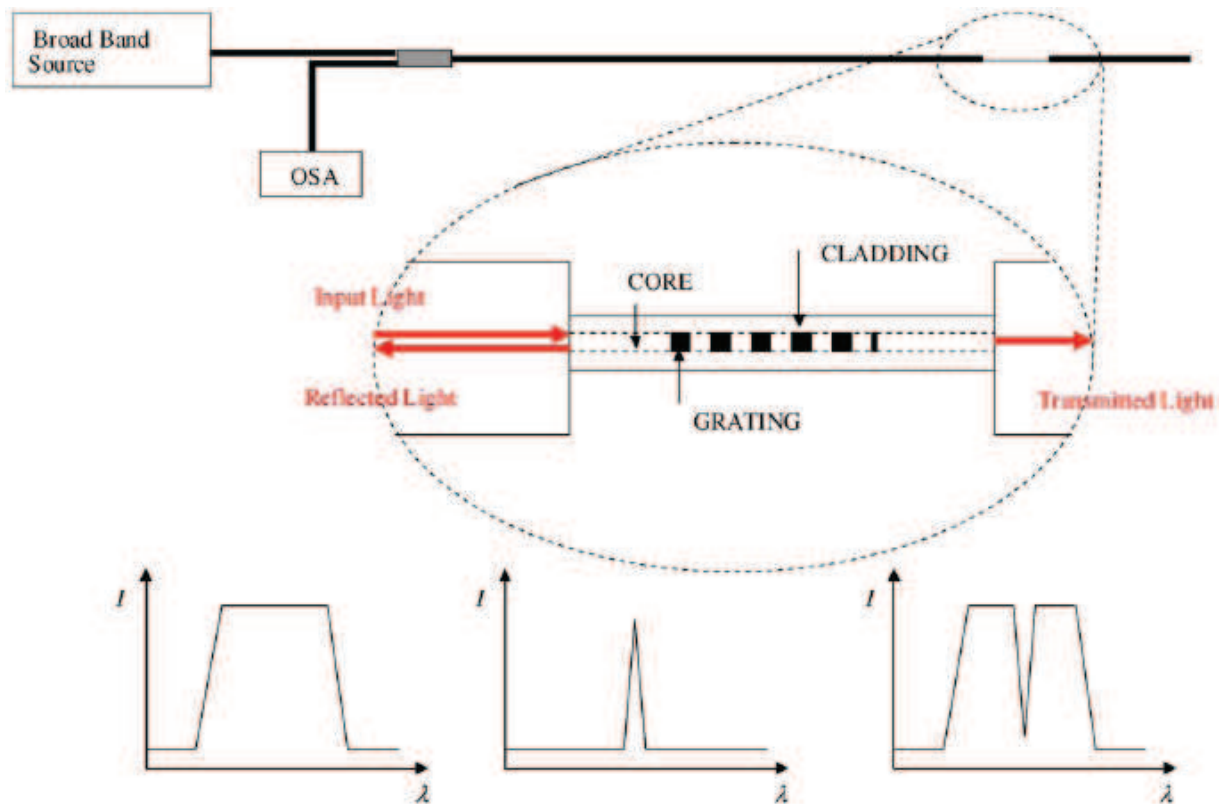 Broad Band
Source
OSA
CLADDING
CORE
Input Light
Reflected Light
GRATING
Transmitted Light
I
I
I
λ
λ
λ